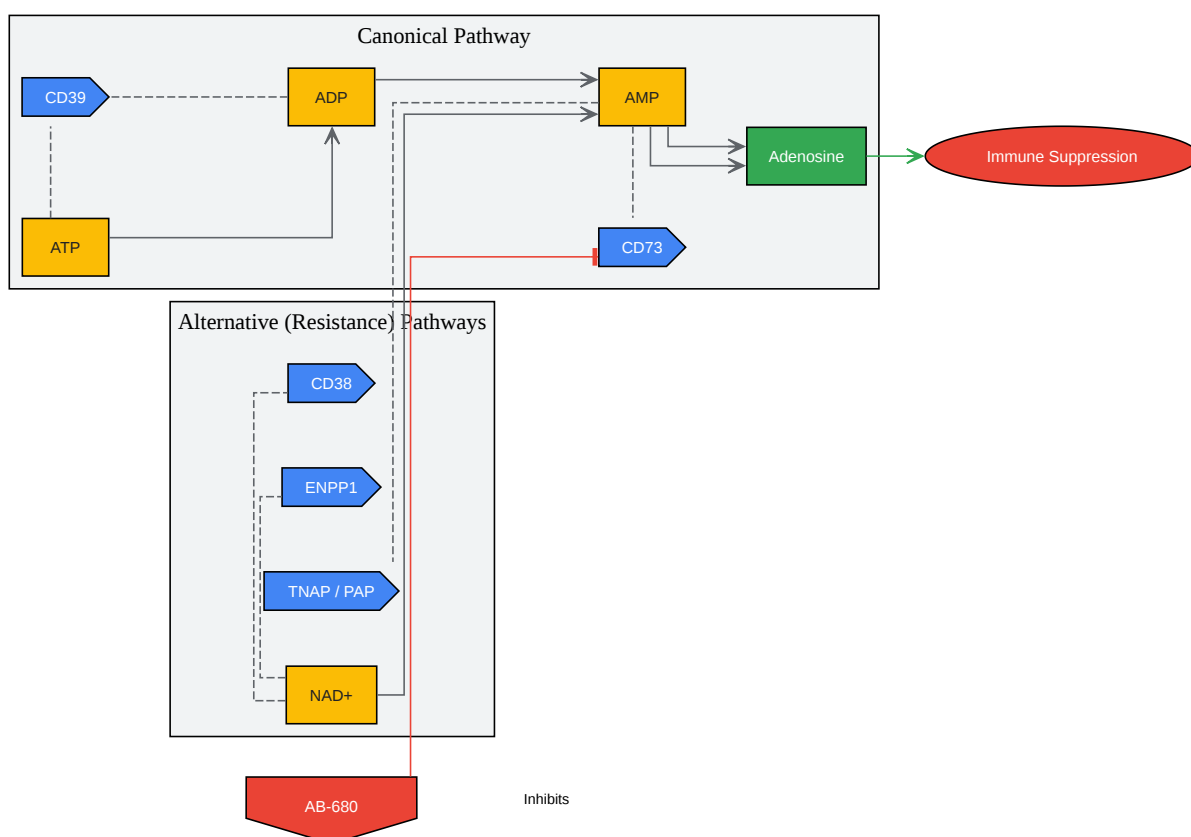 Canonical Pathway
CD39
ADP
AMP
Adenosine
Immune Suppression
ATP
CD73
Alternative (Resistance) Pathways
CD38
ENPP1
TNAP / PAP
NAD+
AB-680
Inhibits